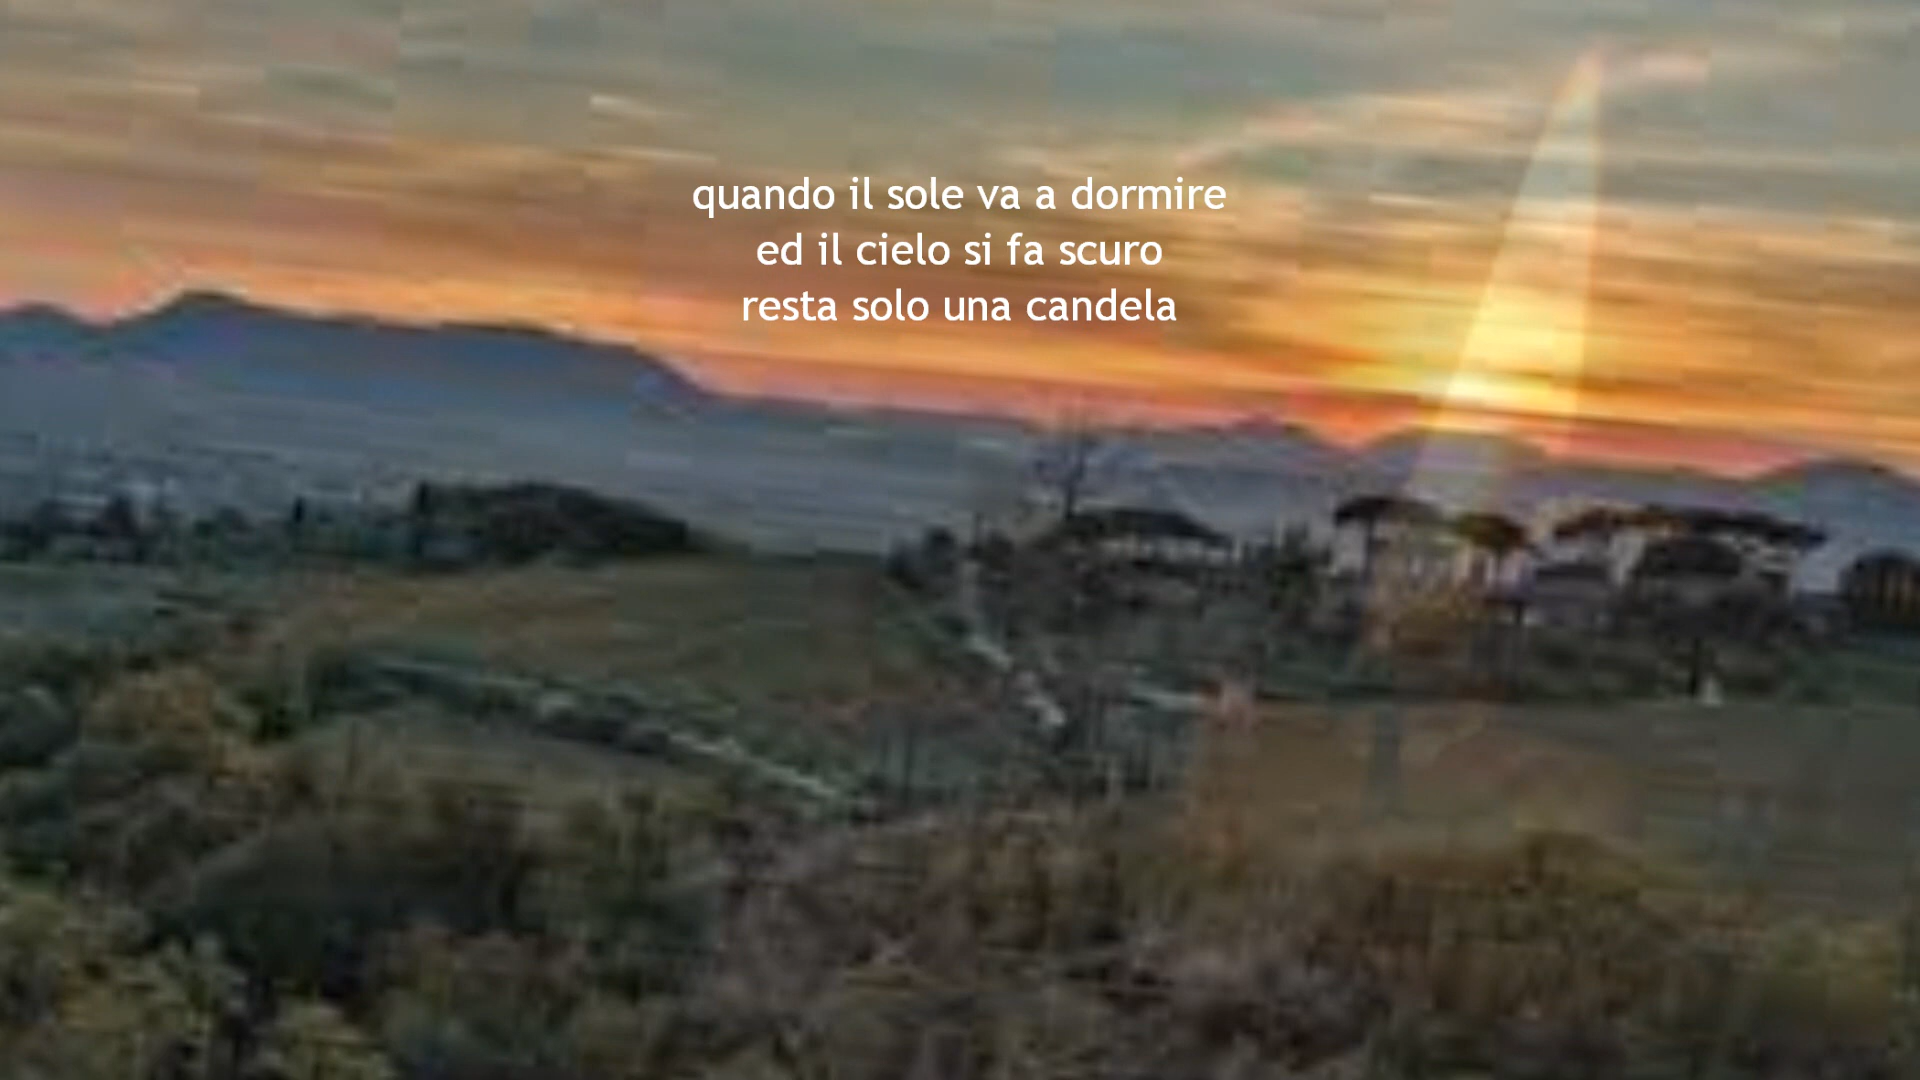 quando il sole va a dormire
ed il cielo si fa scuro
resta solo una candela